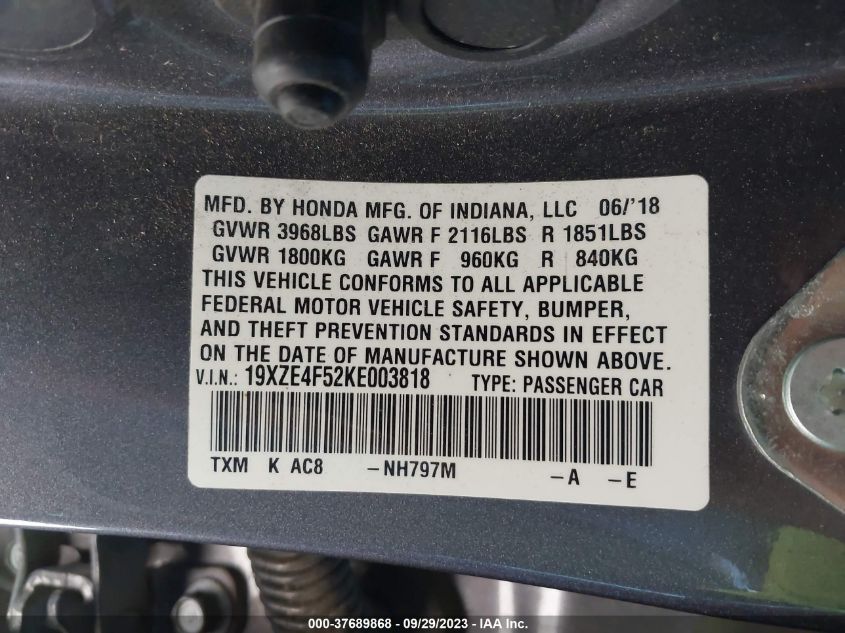 MFD. BY HONDA MFG. OF INDIANA, LLC 06/'18
GVWR 3968LBS GAWR F 2116LBS R 1851LBS
GVWR 1800KG GAWR F 960KG R 840KG
THIS VEHICLE CONFORMS TO ALL APPLICABLE
FEDERAL MOTOR VEHICLE SAFETY, BUMPER,
AND THEFT PREVENTION STANDARDS IN EFFECT
ON THE DATE OF MANUFACTURE SHOWN ABOVE.
V.I.N.: 19XZE4F52KE003818 TYPE: PASSENGER CAR
TXM K AC8 -NH797M -A -E
000-37689868 - 09/29/2023 - IAA Inc.